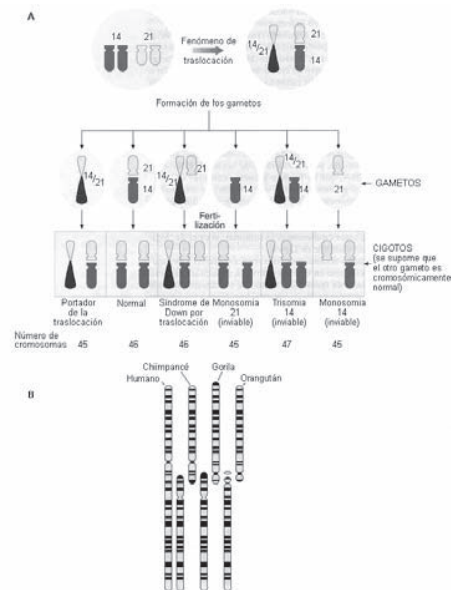 A
14 21
Fenómeno de
traslocación
14/21
21
14
Formación de los gametos
14/21
21
14
14/21
21
14
14/21
14
21
GAMETOS
Ferti-
lización
CIGOTOS
(se supone que
el otro gameto es
cromosómicamente
normal)
Portador
de la
traslocación
Normal
Síndrome de
Down por
traslocación
Monosomía
21
(inviable)
Trisomía
14
(inviable)
Monosomía
14
(inviable)
Número de
cromosomas
45 46 46 45 47 45
B
Chimpancé Gorila
Humano Orangután